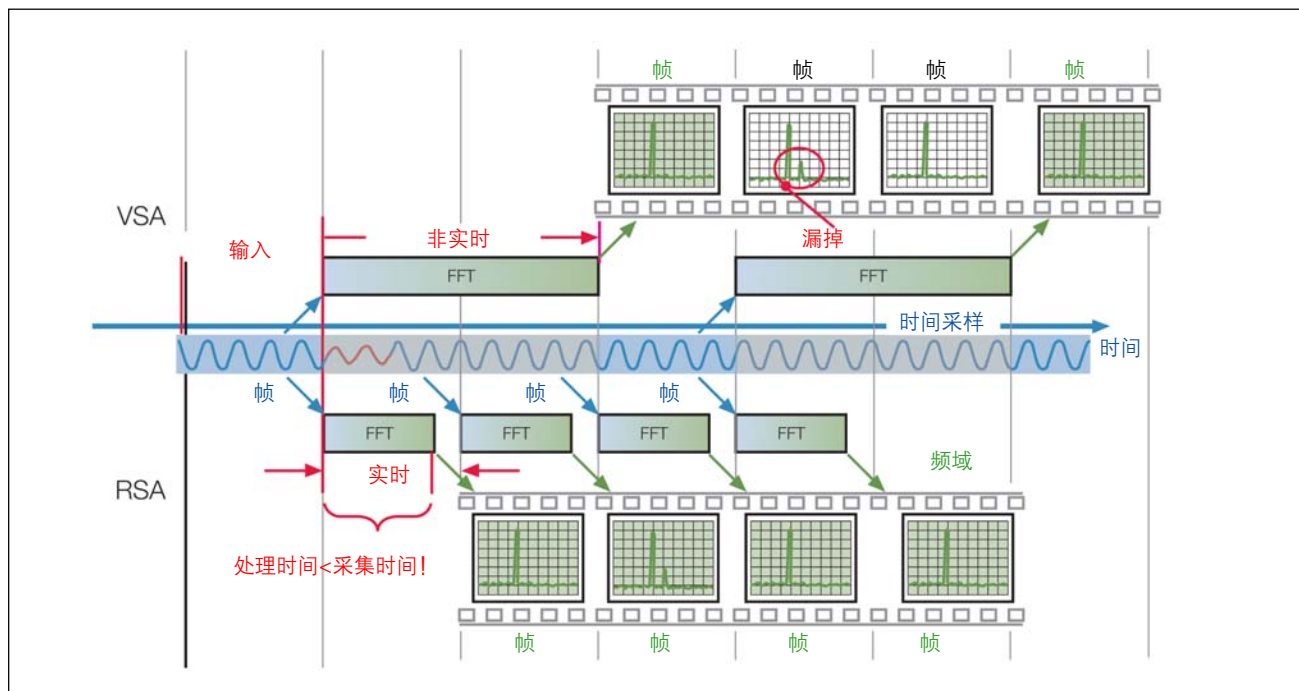 帧 帧 帧 帧
VSA
输入 非实时 漏掉
FFT FFT
时间采样
时间
帧 帧 帧 帧
FFT FFT FFT FFT
实时 频域
RSA
处理时间<采集时间!
帧 帧 帧 帧